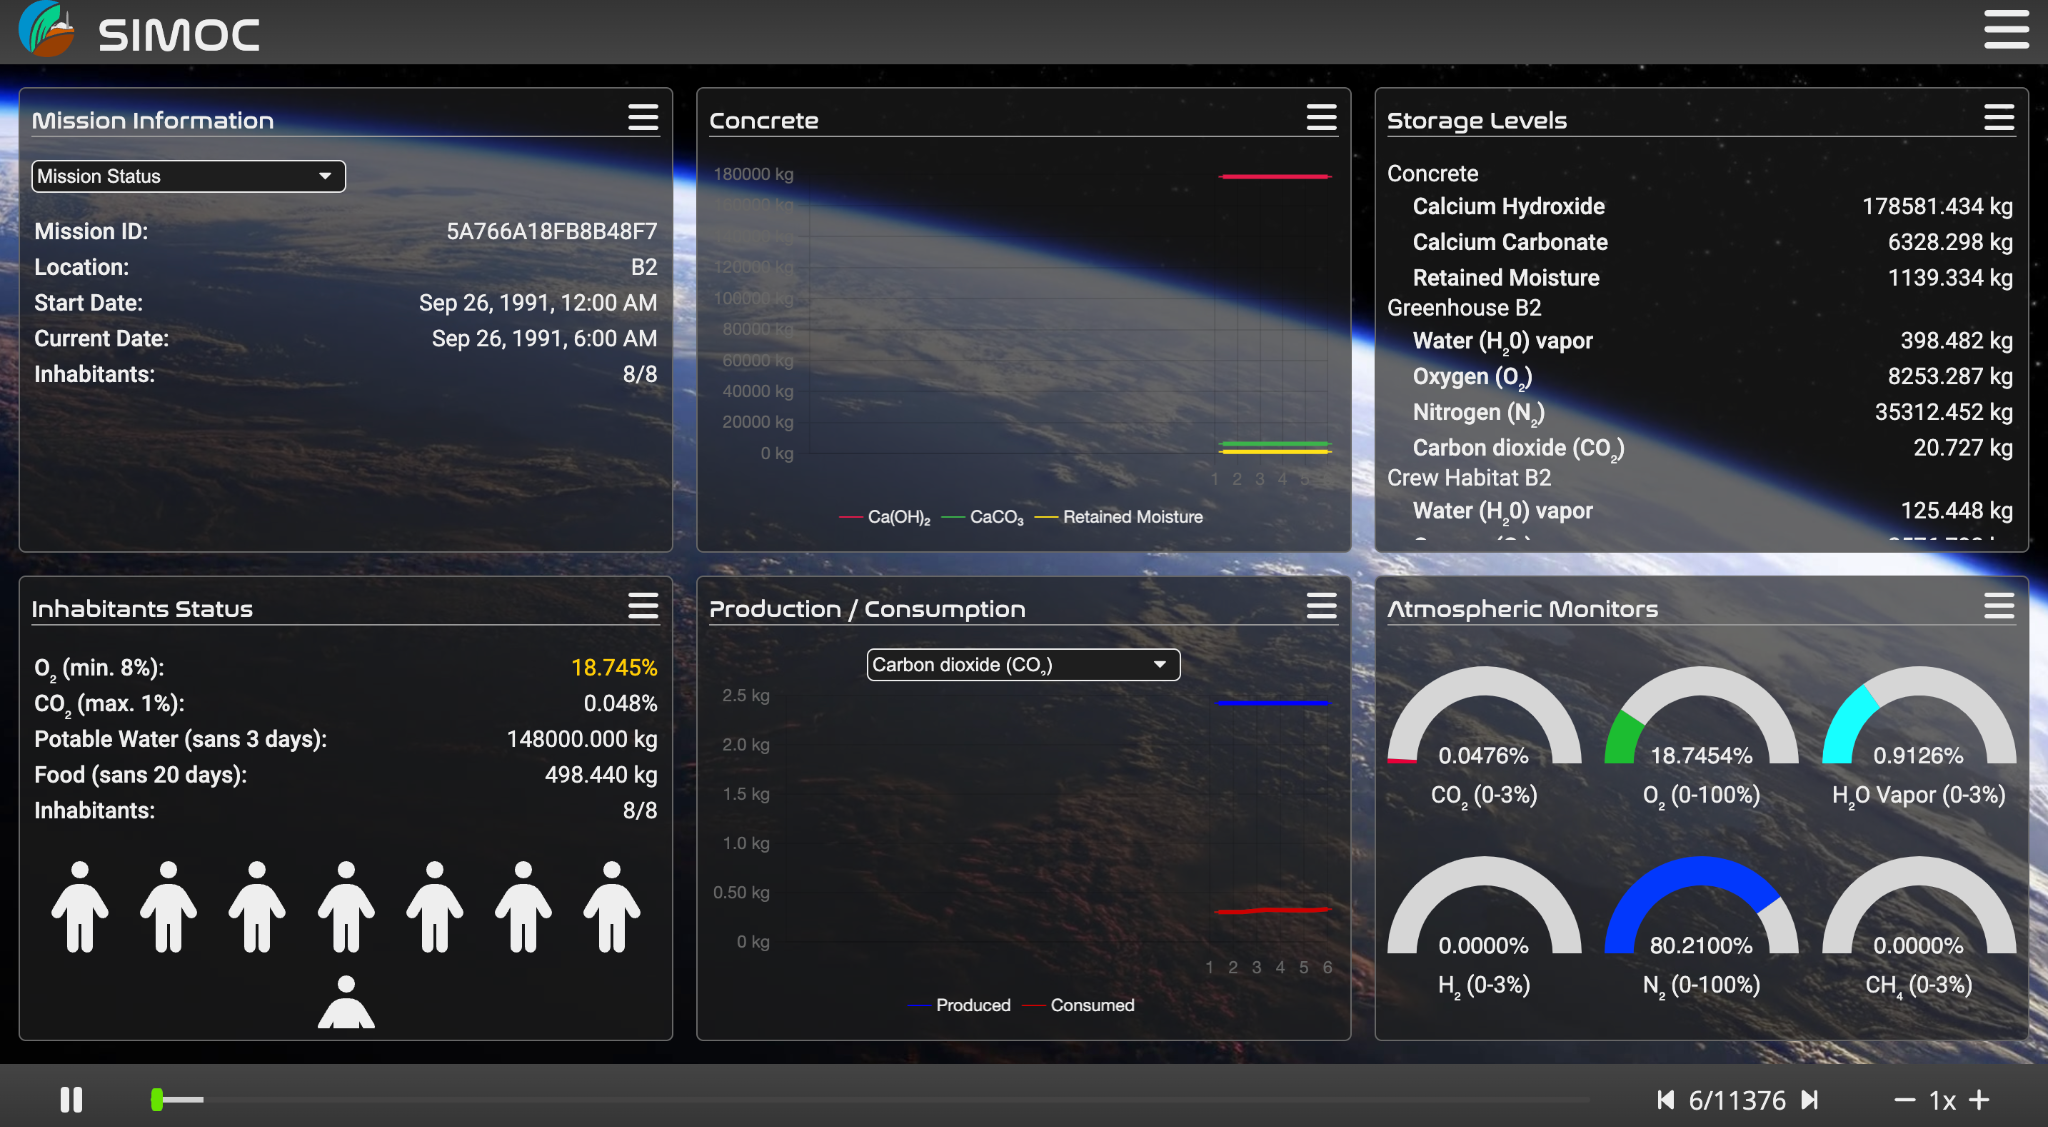 SIMOC
Mission Information
Mission Status
Mission ID: 5A766A18FB8B48F7
Location: B2
Start Date: Sep 26, 1991, 12:00 AM
Current Date: Sep 26, 1991, 6:00 AM
Inhabitants: 8/8
Concrete
180000 kg
160000 kg
140000 kg
120000 kg
100000 kg
80000 kg
60000 kg
40000 kg
20000 kg
0 kg
1 2 3 4 5
Ca(OH)₂ CaCO₃ Retained Moisture
Storage Levels
Concrete
Calcium Hydroxide 178581.434 kg
Calcium Carbonate 6328.298 kg
Retained Moisture 1139.334 kg
Greenhouse B2
Water (H₂0) vapor 398.482 kg
Oxygen (O₂) 8253.287 kg
Nitrogen (N₂) 35312.452 kg
Carbon dioxide (CO₂) 20.727 kg
Crew Habitat B2
Water (H₂0) vapor 125.448 kg
Inhabitants Status
O₂ (min. 8%): 18.745%
CO₂ (max. 1%): 0.048%
Potable Water (sans 3 days): 148000.000 kg
Food (sans 20 days): 498.440 kg
Inhabitants: 8/8
Production / Consumption
Carbon dioxide (CO₂)
2.5 kg
2.0 kg
1.5 kg
1.0 kg
0.50 kg
0 kg
1 2 3 4 5 6
Produced Consumed
Atmospheric Monitors
0.0476% 18.7454% 0.9126%
CO₂ (0-3%) O₂ (0-100%) H₂O Vapor (0-3%)
0.0000% 80.2100% 0.0000%
H₂ (0-3%) N₂ (0-100%) CH₄ (0-3%)
6/11376 1x